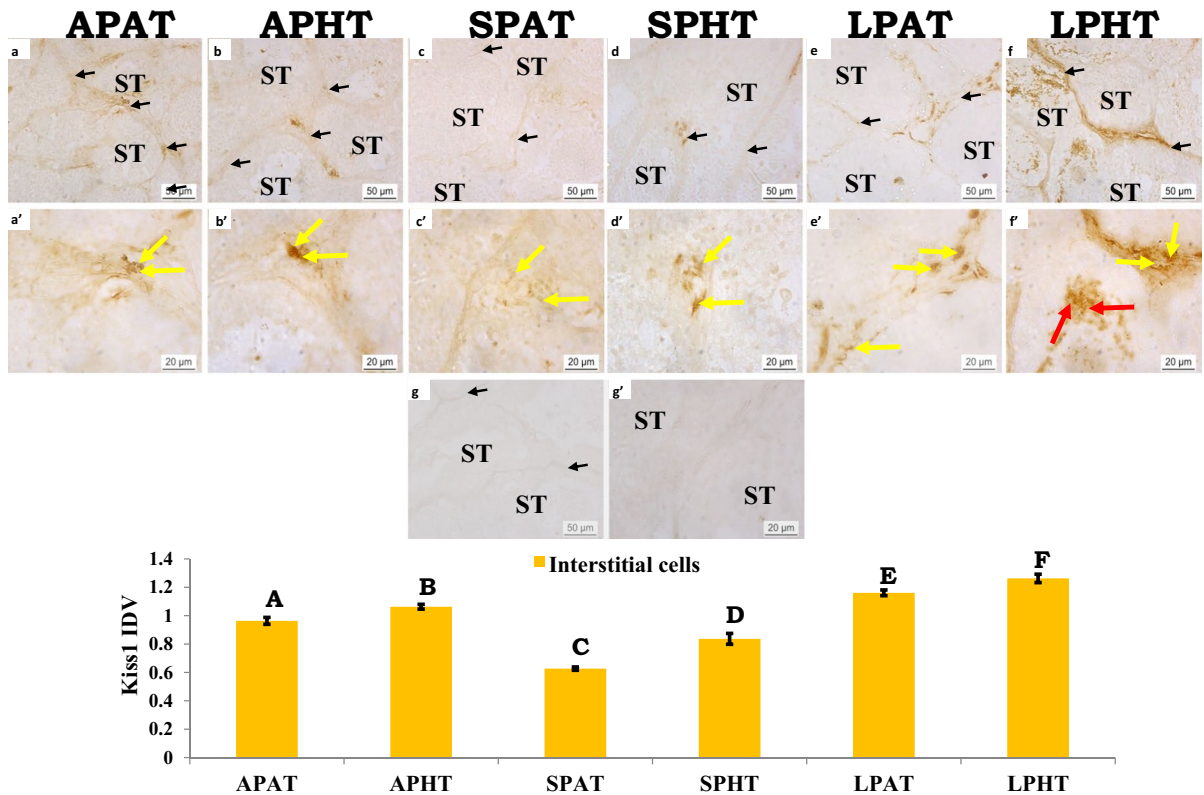 APAT APHT SPAT SPHT LPAT LPHT
a b c d e f
ST ST ST ST ST ST
ST ST ST ST ST ST
ST ST ST ST ST ST
50 µm 50 µm 50 µm 50 µm 50 µm 50 µm
a’ b’ c’ d’ e’ f’
20 µm 20 µm 20 µm 20 µm 20 µm 20 µm
g g’
ST ST
ST ST
50 µm 20 µm
Interstitial cells
Kiss1 IDV
1.4
1.2
1
0.8
0.6
0.4
0.2
0
A B C D E F
APAT APHT SPAT SPHT LPAT LPHT